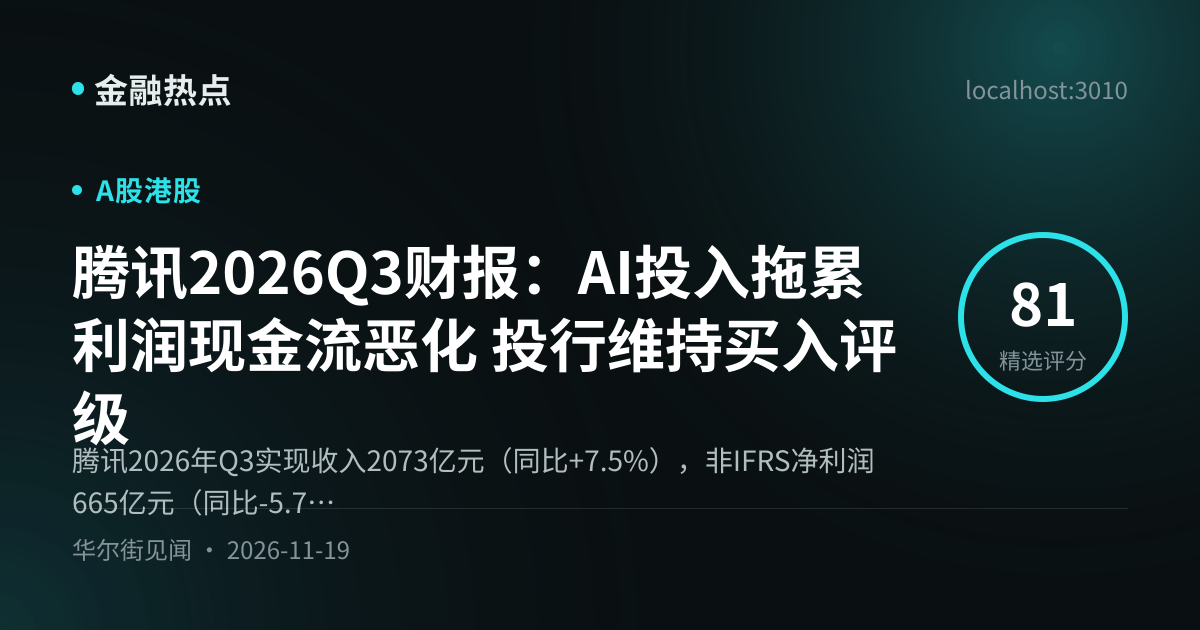 金融热点
localhost:3010
A股港股
腾讯2026Q3财报：AI投入拖累
利润现金流恶化 投行维持买入评
级
81
精选评分
腾讯2026年Q3实现收入2073亿元（同比+7.5%），非IFRS净利润
665亿元（同比-5.7…
华尔街见闻 · 2026-11-19